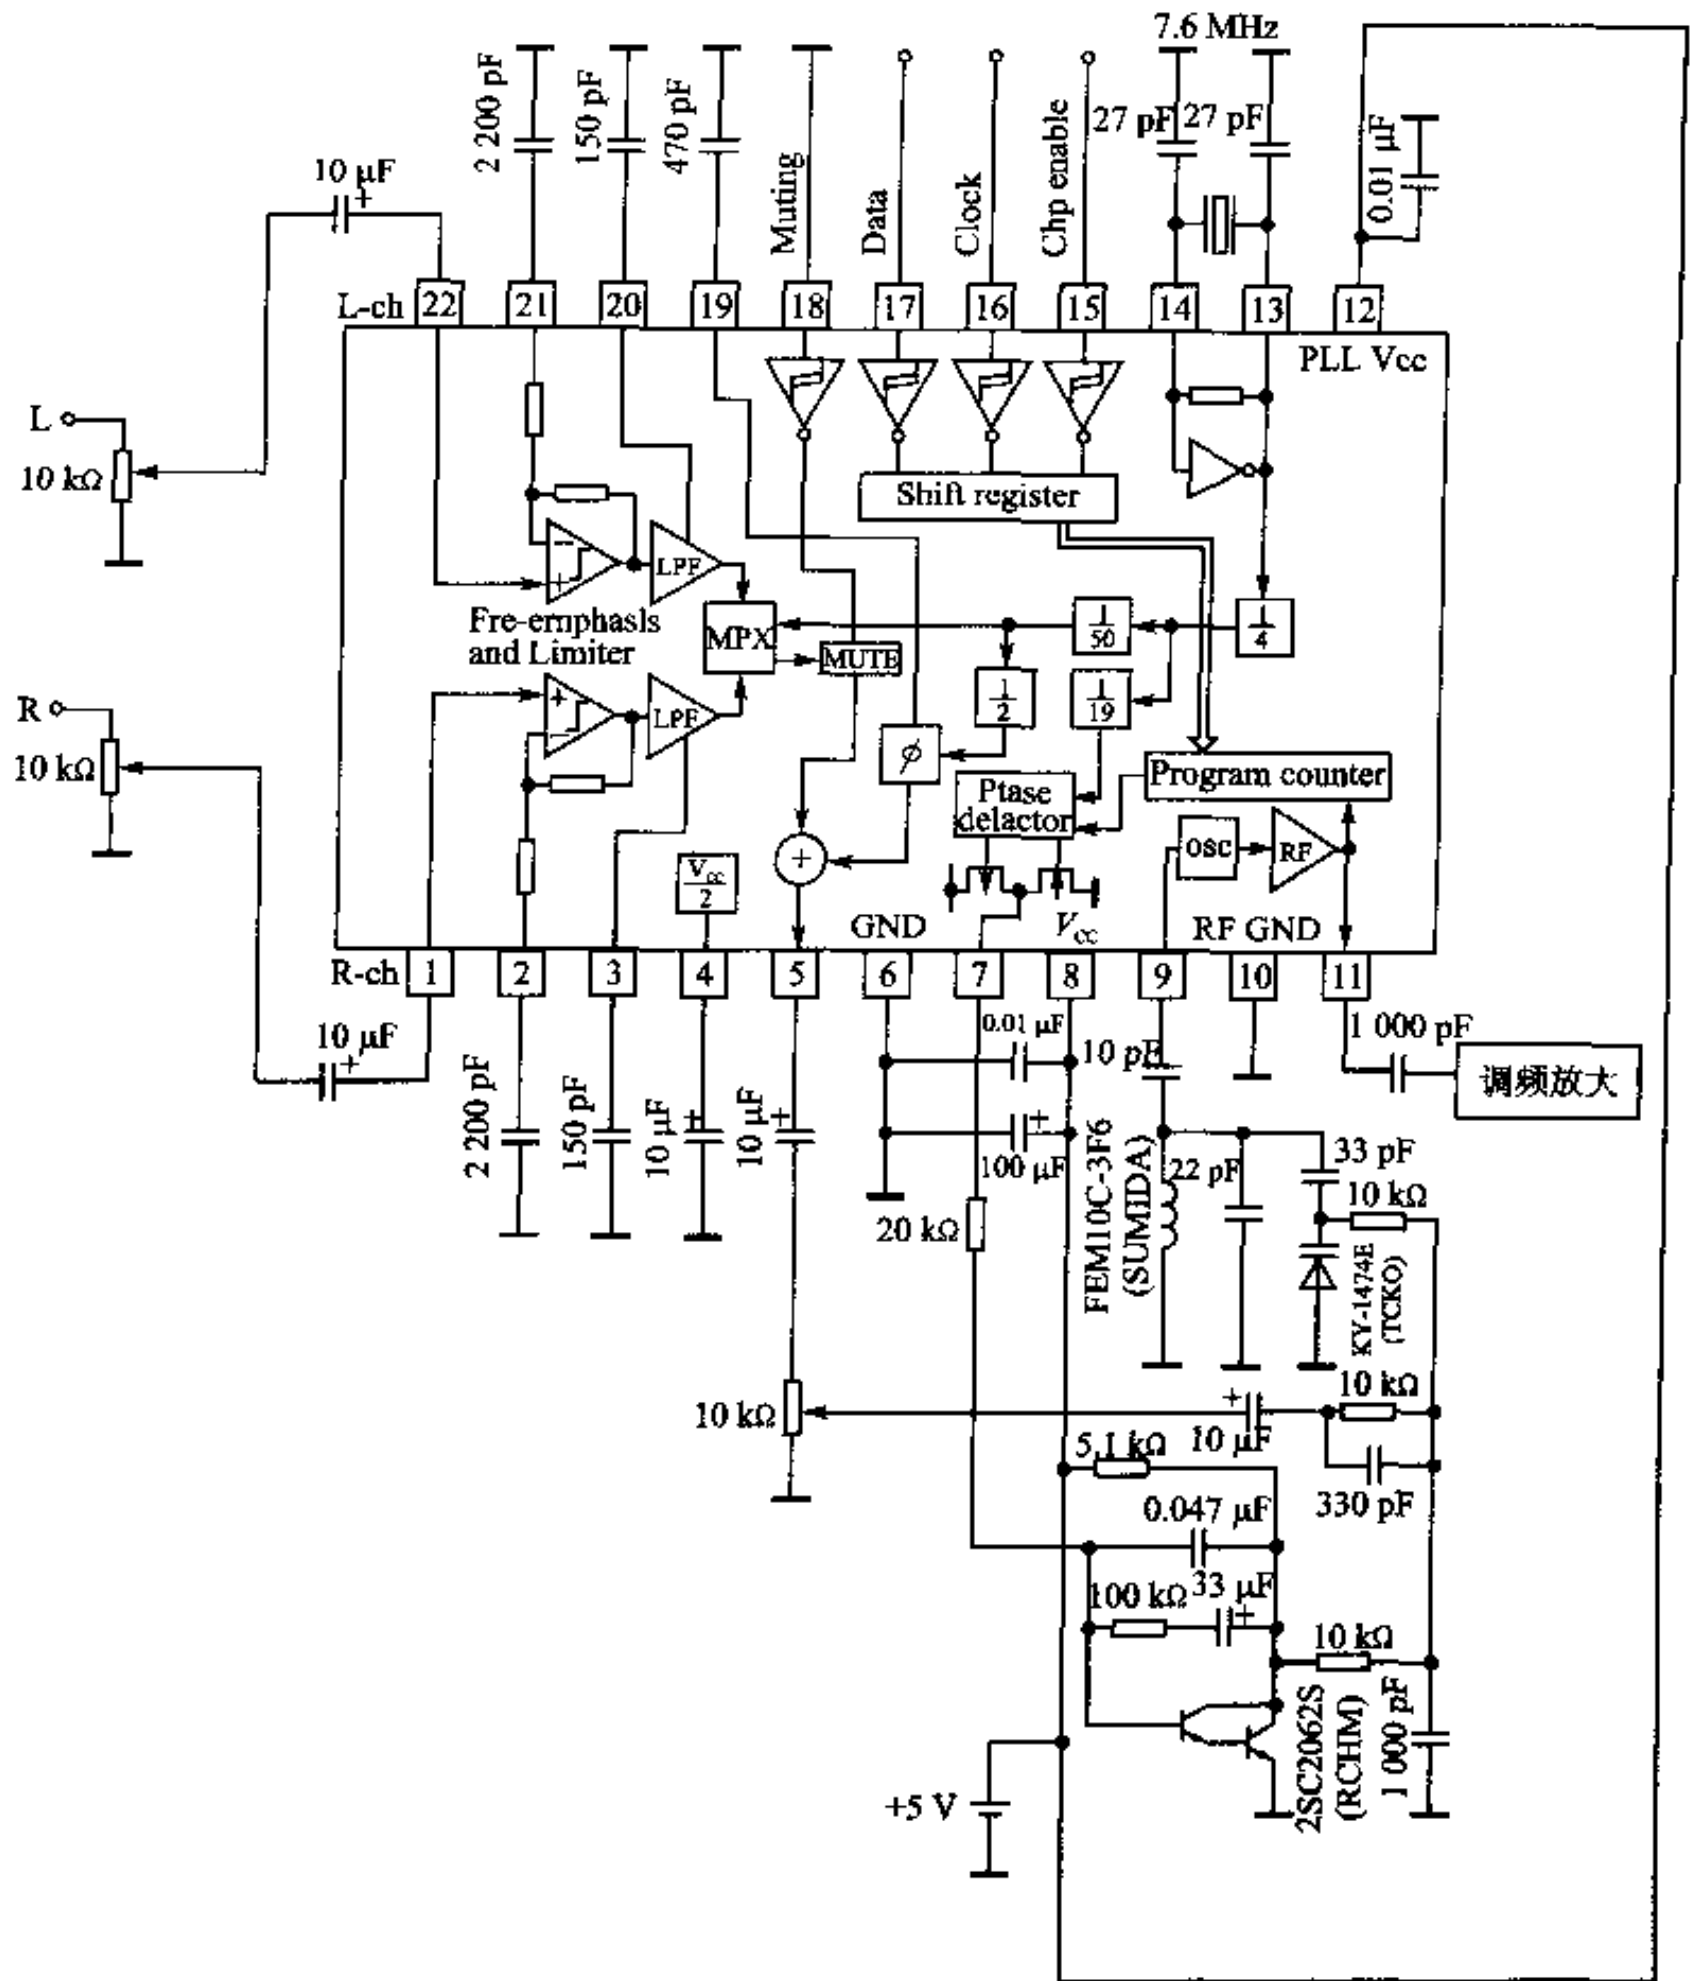 7.6 MHz
2 200 pF
150 pF
470 pF
Muting
Data
Clock
Chp enable
27 pF
27 pF
0.01 μF
10 μF
+
L-ch
22
21
20
19
18
17
16
15
14
13
12
PLL Vcc
L
10 kΩ
Shift register
−
+
LPF
Fre-emphasis
and Limiter
MPX
MUTE
1/50
1/4
1/2
1/19
R
10 kΩ
+
−
LPF
ϕ
Ptase
delactor
Program counter
+
osc
RF
Vcc/2
GND
Vcc
RF GND
R-ch
1
2
3
4
5
6
7
8
9
10
11
10 μF
+
2 200 pF
150 pF
10 μF
+
10 μF
+
0.01 μF
+
100 μF
10 pF
1 000 pF
调频放大
20 kΩ
FEM10C-3F6
(SUMIDA)
22 pF
33 pF
10 kΩ
KY-1474E
(TCKO)
10 kΩ
+
10 μF
10 kΩ
330 pF
5.1 kΩ
0.047 μF
100 kΩ
33 μF
+
10 kΩ
2SC2062S
(RCHM)
1 000 pF
+5 V